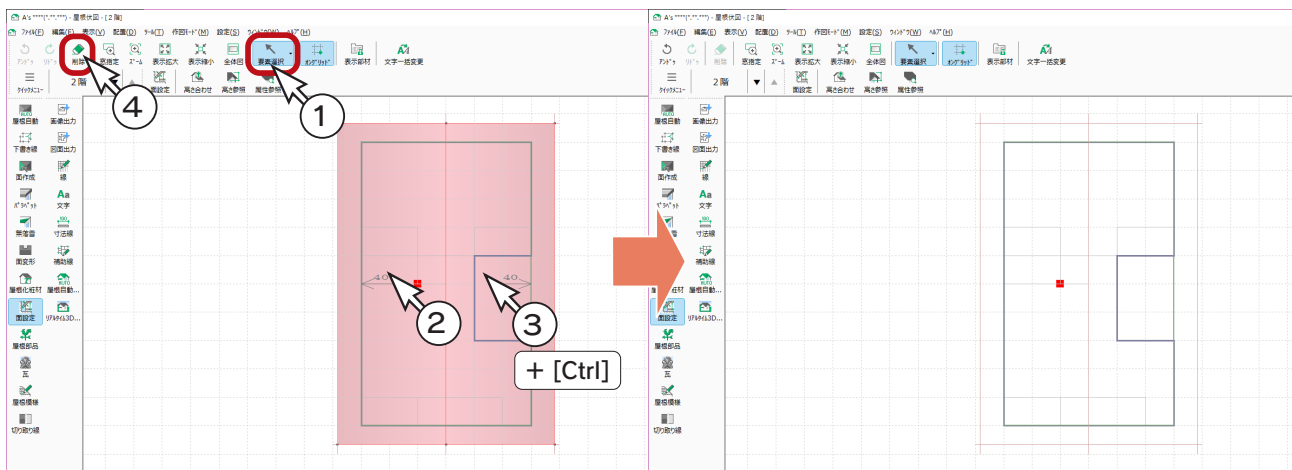 A's ****(*.**.***) - 屋根伏図 - [2 階]
ファイル(F) 編集(E) 表示(V) 配置(D) ツール(T) 作図モード(M) 設定(S) ウィンドウ(W) ヘルプ(H)
アンドゥ リドゥ 削除 窓指定 ズーム 表示拡大 表示縮小 全体図 要素選択 オングリッド 表示部材 文字一括変更
クイックメニュー 2 階 面設定 高さ合わせ 高さ参照 属性参照
屋根自動 画像出力
下書き線 図面出力
面作成 線
パラペット 文字
無落雪 寸法線
面変形 補助線
屋根化粧材 屋根自動...
面設定 リアルタイム3D...
屋根部品
瓦
屋根模様
切り取り線
4
1
40
40
2
3
+ [Ctrl]
A's ****(*.**.***) - 屋根伏図 - [2 階]
ファイル(F) 編集(E) 表示(V) 配置(D) ツール(T) 作図モード(M) 設定(S) ウィンドウ(W) ヘルプ(H)
アンドゥ リドゥ 削除 窓指定 ズーム 表示拡大 表示縮小 全体図 要素選択 オングリッド 表示部材 文字一括変更
クイックメニュー 2 階 面設定 高さ合わせ 高さ参照 属性参照
屋根自動 画像出力
下書き線 図面出力
面作成 線
パラペット 文字
雪 寸法線
面変形 補助線
屋 粧材 屋根自動...
面設定 リアルタイム3D...
屋根部品
瓦
屋根模様
切り取り線